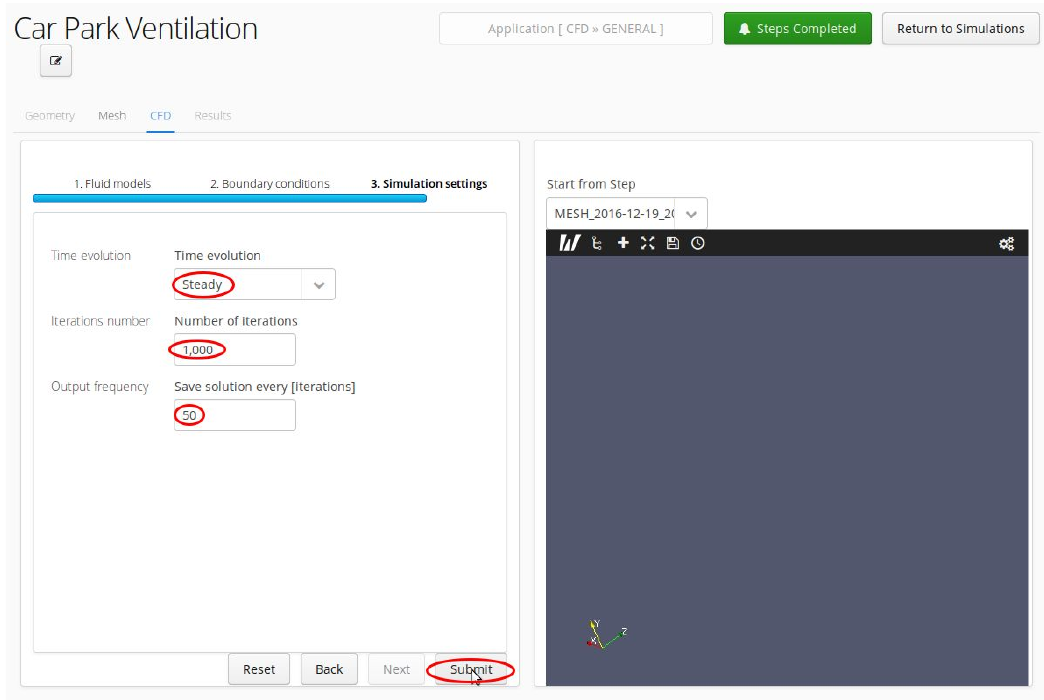 Car Park Ventilation
Application [ CFD » GENERAL ]
Steps Completed
Return to Simulations
Geometry Mesh CFD Results
1. Fluid models 2. Boundary conditions 3. Simulation settings
Time evolution Time evolution
Steady
Iterations number Number of iterations
1,000
Output frequency Save solution every [iterations]
50
Reset Back Next Submit
Start from Step
MESH_2016-12-19_20
Y
Z
X